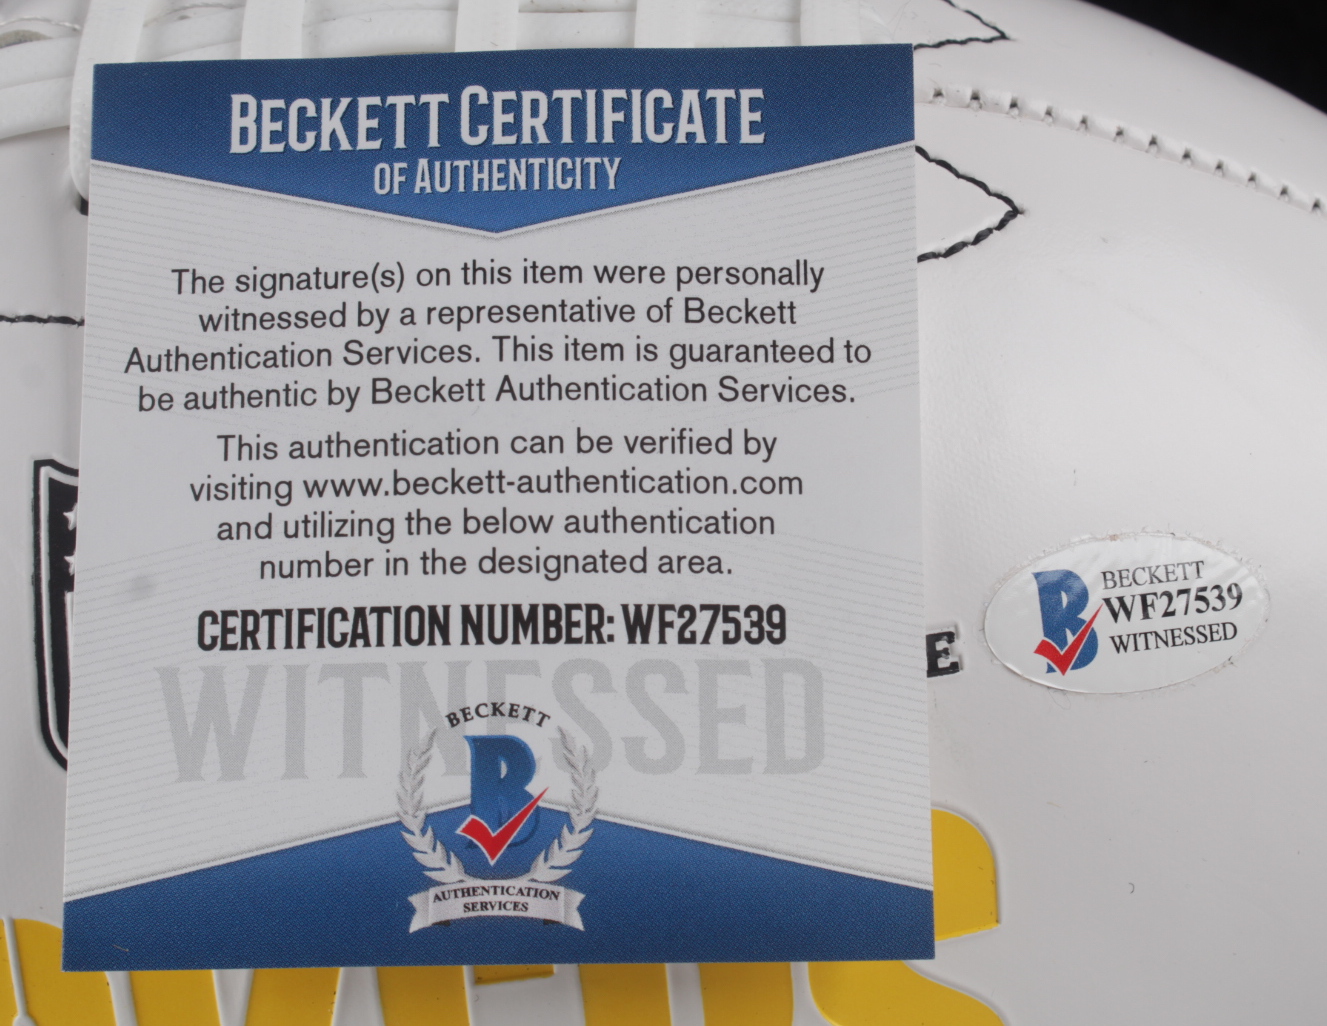 BECKETT CERTIFICATE
OF AUTHENTICITY
The signature(s) on this item were personally
witnessed by a representative of Beckett
Authentication Services. This item is guaranteed to
be authentic by Beckett Authentication Services.
This authentication can be verified by
visiting www.beckett-authentication.com
and utilizing the below authentication
number in the designated area.
CERTIFICATION NUMBER: WF27539
WITNESSED
BECKETT
B
AUTHENTICATION
SERVICES
E
BECKETT
B
WF27539
WITNESSED